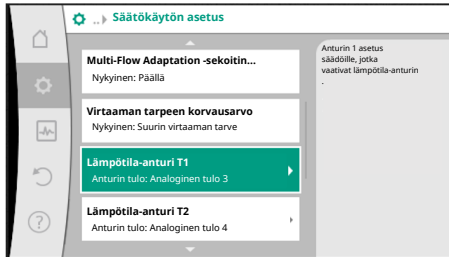 .. Säätokäytön asetus
Multi-Flow Adaptation -sekoitin...
Nykyinen: Päällä
Virtaaman tarpeen korvausarvo
Nykyinen: Suurin virtaaman tarve
Lämpötila-anturi T1
Anturin tulo: Analoginen tulo 3
Lämpötila-anturi T2
Anturin tulo: Analoginen tulo 4
Anturin 1 asetus
säädöille, jotka
vaativat lämpötila-anturin
.
?